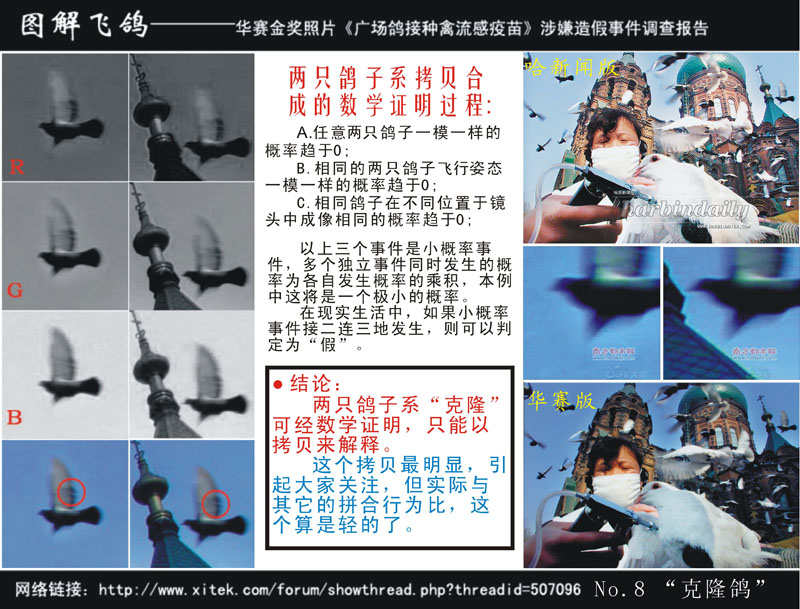 图解飞鸽——华赛金奖照片《广场鸽接种禽流感疫苗》涉嫌造假事件调查报告
R
G
B
两只鸽子系拷贝合
成的数学证明过程:
A.任意两只鸽子一模一样的
概率趋于0;
B.相同的两只鸽子飞行姿态
一模一样的概率趋于0;
C.相同鸽子在不同位置于镜
头中成像相同的概率趋于0;
以上三个事件是小概率事
件，多个独立事件同时发生的概
率为各自发生概率的乘积，本例
中这将是一个极小的概率。
在现实生活中，如果小概率
事件接二连三地发生，则可以判
定为“假”。
●结论：
两只鸽子系“克隆”
可经数学证明，只能以
拷贝来解释。
这个拷贝最明显，引
起大家关注，但实际与
其它的拼合行为比，这
个算是轻的了。
哈新闻版
harbindaily
华赛版
网络链接: http://www.xitek.com/forum/showthread.php?threadid=507096 No.8 “克隆鸽”